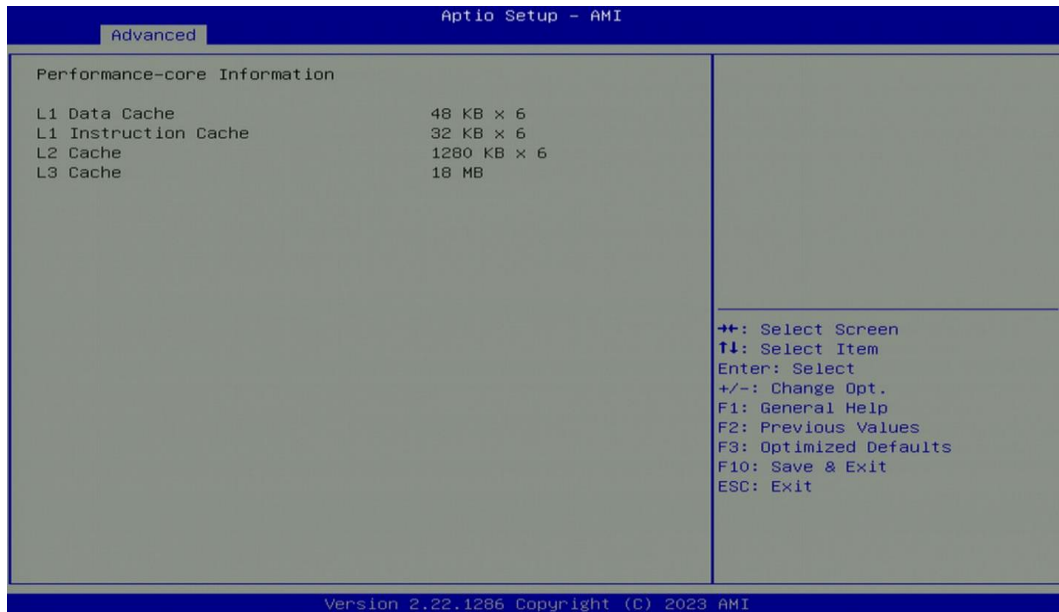 Aptio Setup – AMI
Advanced
Performance-core Information
L1 Data Cache 48 KB x 6
L1 Instruction Cache 32 KB x 6
L2 Cache 1280 KB x 6
L3 Cache 18 MB
→←: Select Screen
↑↓: Select Item
Enter: Select
+/-: Change Opt.
F1: General Help
F2: Previous Values
F3: Optimized Defaults
F10: Save & Exit
ESC: Exit
Version 2.22.1286 Copyright (C) 2023 AMI